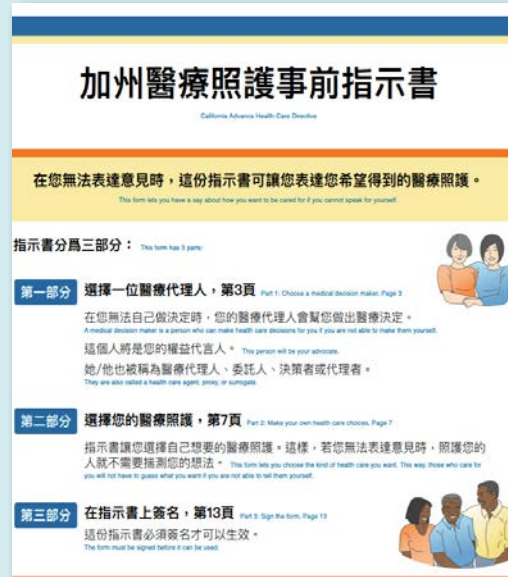 加州醫療照護事前指示書
California Advance Health Care Directive
在您無法表達意見時，這份指示書可讓您表達您希望得到的醫療照護。
This form lets you have a say about how you want to be cared for if you cannot speak for yourself.
指示書分爲三部分： This form has 3 parts:
第一部分 選擇一位醫療代理人，第3頁 Part 1: Choose a medical decision maker, Page 3
在您無法自己做決定時，您的醫療代理人會幫您做出醫療決定。
A medical decision maker is a person who can make health care decisions for you if you are not able to make them yourself.
這個人將是您的權益代言人。 This person will be your advocate.
她/他也被稱為醫療代理人、委託人、決策者或代理者。
They are also called a health care agent, proxy, or surrogate.
第二部分 選擇您的醫療照護，第7頁 Part 2: Make your own health care choices, Page 7
指示書讓您選擇自己想要的醫療照護。這樣，若您無法表達意見時，照護您的
人就不需要揣測您的想法。 This form lets you choose the kind of health care you want. This way, those who care for
you will not have to guess what you want if you are not able to tell them yourself.
第三部分 在指示書上簽名，第13頁 Part 3: Sign the form, Page 13
這份指示書必須簽名才可以生效。
The form must be signed before it can be used.